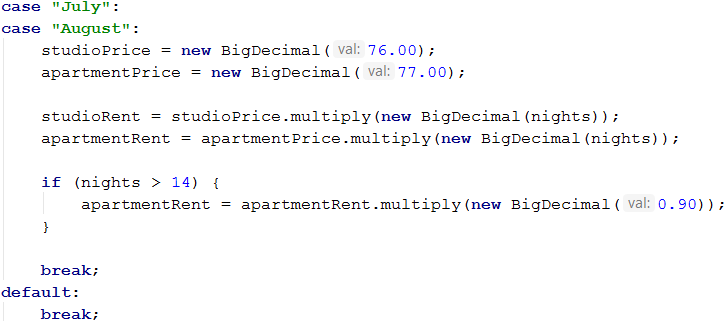 case "July":
case "August":
    studioPrice = new BigDecimal( val: 76.00);
    apartmentPrice = new BigDecimal( val: 77.00);

    studioRent = studioPrice.multiply(new BigDecimal(nights));
    apartmentRent = apartmentPrice.multiply(new BigDecimal(nights));

    if (nights > 14) {
        apartmentRent = apartmentRent.multiply(new BigDecimal( val: 0.90));
    }

    break;
default:
    break;